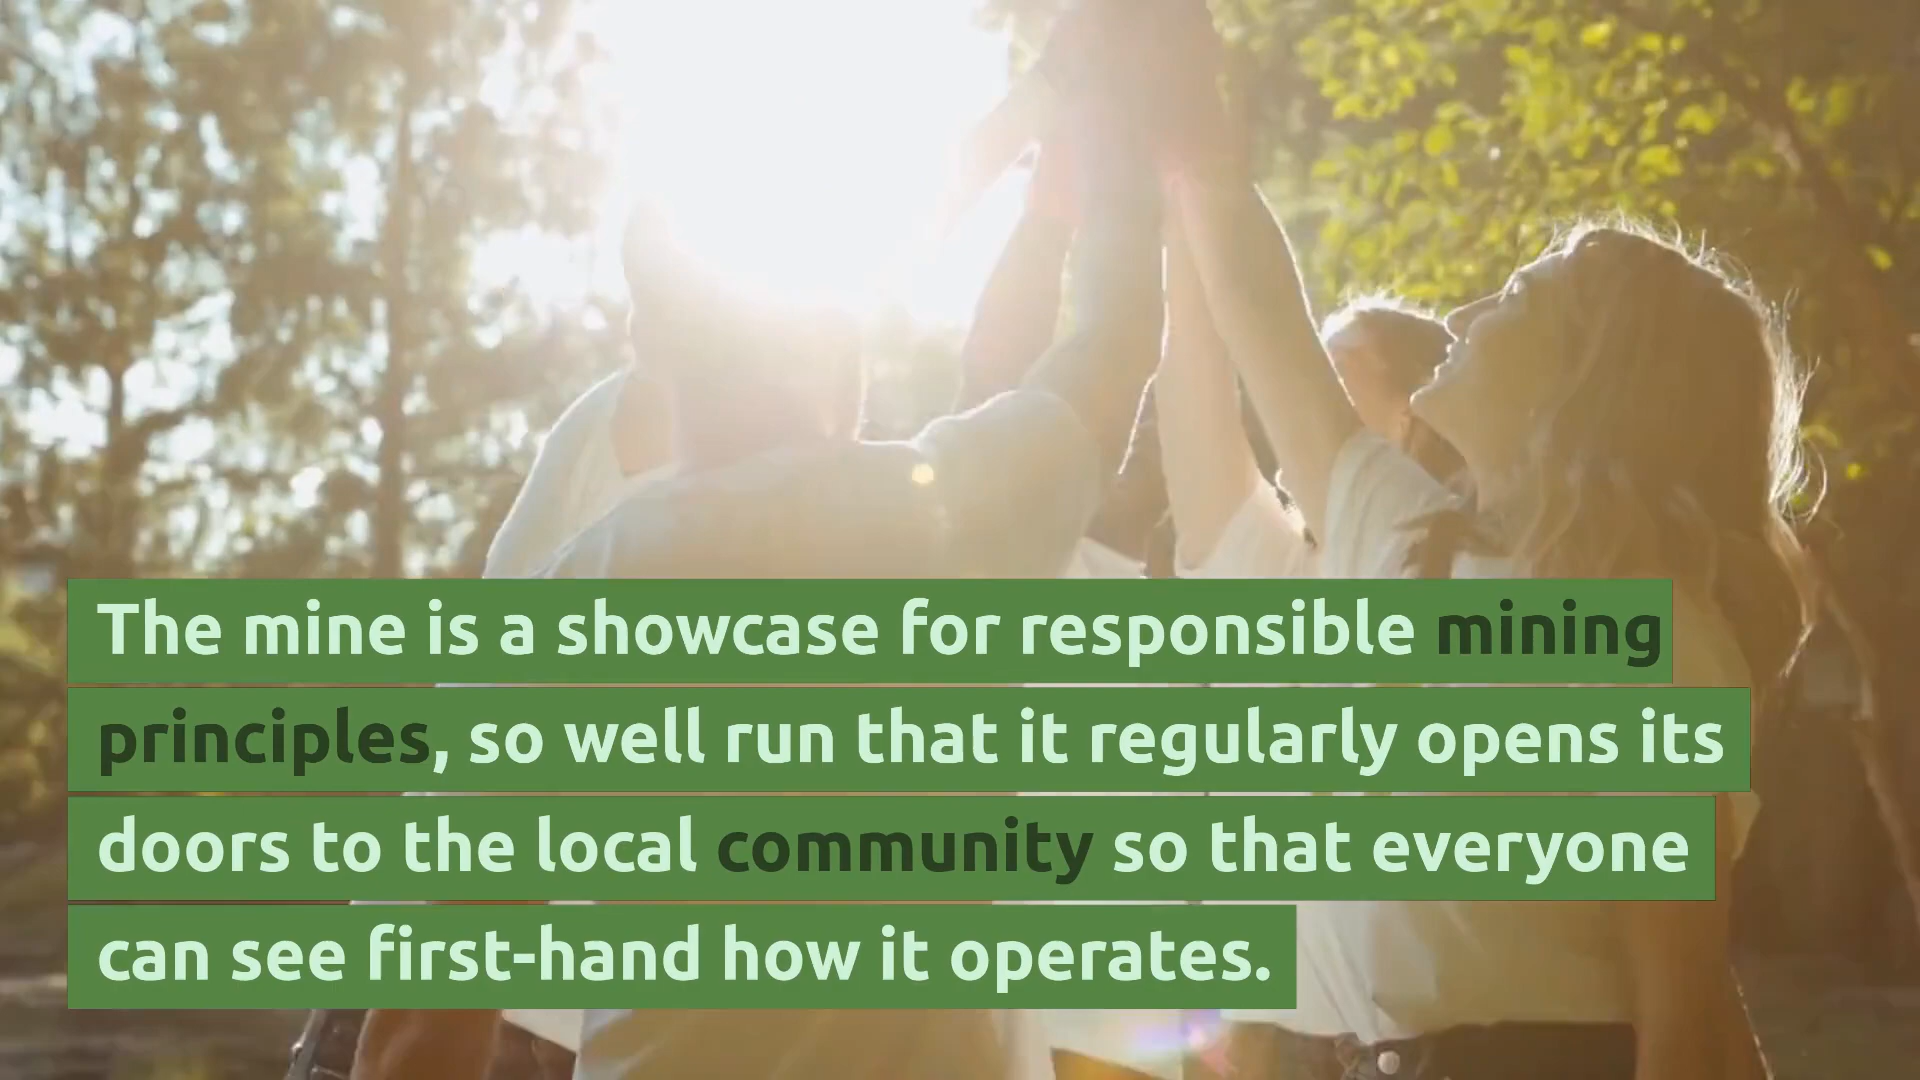 The mine is a showcase for responsible mining
principles, so well run that it regularly opens its
doors to the local community so that everyone
can see first-hand how it operates.